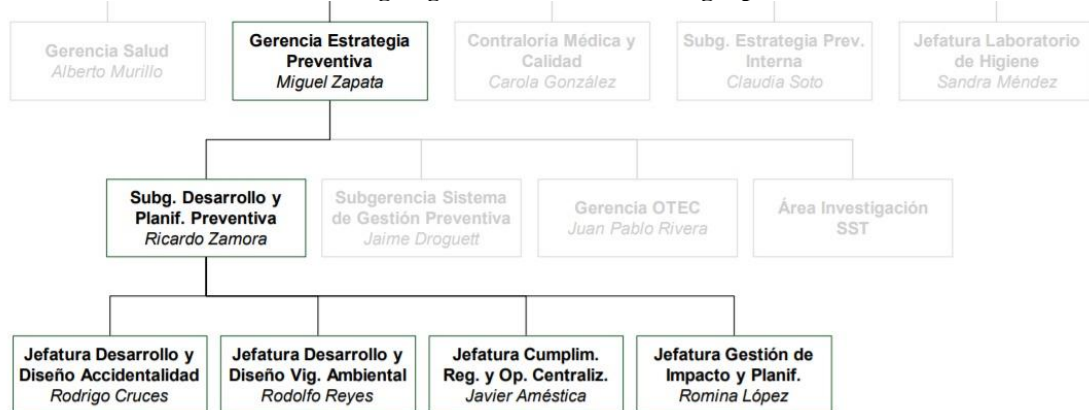 Gerencia Salud
Alberto Murillo
Gerencia Estrategia
Preventiva
Miguel Zapata
Contraloría Médica y
Calidad
Carola González
Subg. Estrategia Prev.
Interna
Claudia Soto
Jefatura Laboratorio
de Higiene
Sandra Méndez
Subg. Desarrollo y
Planif. Preventiva
Ricardo Zamora
Subgerencia Sistema
de Gestión Preventiva
Jaime Droguett
Gerencia OTEC
Juan Pablo Rivera
Área Investigación
SST
Jefatura Desarrollo y
Diseño Accidentalidad
Rodrigo Cruces
Jefatura Desarrollo y
Diseño Vig. Ambiental
Rodolfo Reyes
Jefatura Cumplim.
Reg. y Op. Centraliz.
Javier Améstica
Jefatura Gestión de
Impacto y Planif.
Romina López